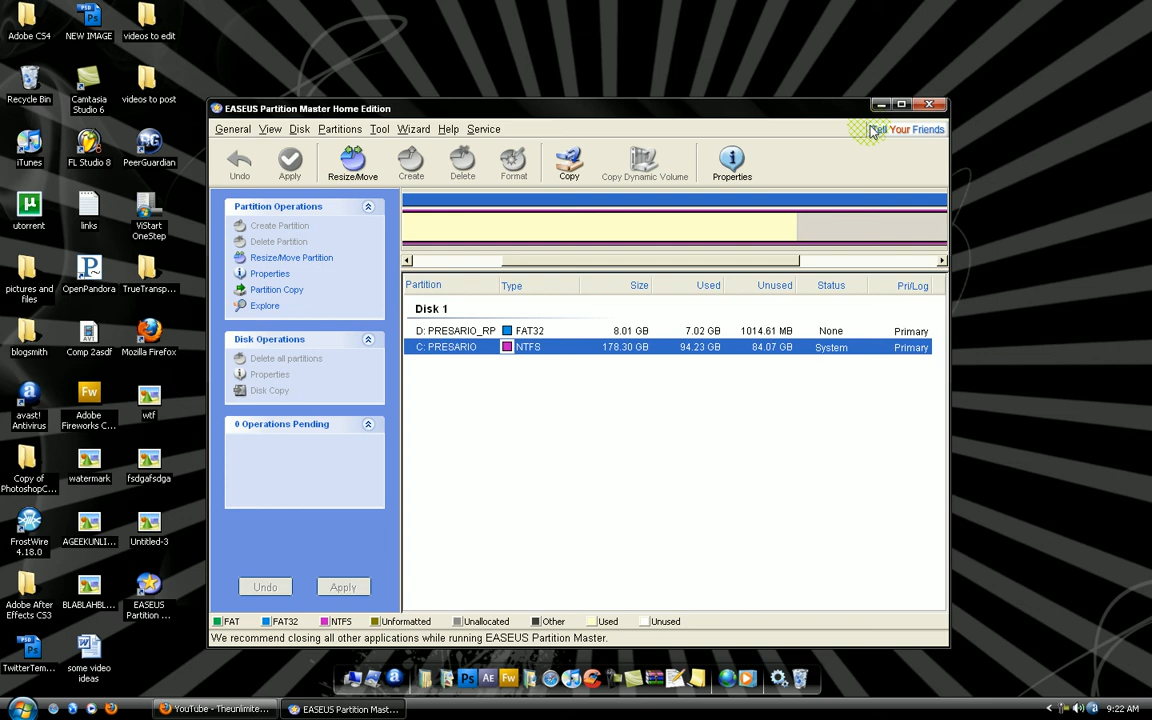 Adobe CS4
NEW IMAGE
videos to edit
Recycle Bin
Camtasia
Studio 6
videos to post
iTunes
FL Studio 8
PeerGuardian
utorrent
links
ViStart
OneStep
pictures and
files
OpenPandora
TrueTransp...
blogsmith
Comp 2asdf
Mozilla Firefox
avast!
Antivirus
Adobe
Fireworks C...
wtf
Copy of
PhotoshopC...
watermark
fsdgafsdga
FrostWire
4.18.0
AGEEKUNLI...
Untitled-3
Adobe After
Effects CS3
BLABLAHBL...
EASEUS
Partition ...
TwitterTem...
some video
ideas
EASEUS Partition Master Home Edition
General View Disk Partitions Tool Wizard Help Service
Tell Your Friends
Undo Apply Resize/Move Create Delete Format Copy Copy Dynamic Volume Properties
Partition Operations
Create Partition
Delete Partition
Resize/Move Partition
Properties
Partition Copy
Explore
Disk Operations
Delete all partitions
Properties
Disk Copy
0 Operations Pending
Undo Apply
Partition Type Size Used Unused Status Pri/Log
Disk 1
D: PRESARIO_RP FAT32 8.01 GB 7.02 GB 1014.61 MB None Primary
C: PRESARIO NTFS 178.30 GB 94.23 GB 84.07 GB System Primary
FAT FAT32 NTFS Unformatted Unallocated Other Used Unused
We recommend closing all other applications while running EASEUS Partition Master.
Ps AE Fw
YouTube - Theunlimite...
EASEUS Partition Mast...
9:22 AM